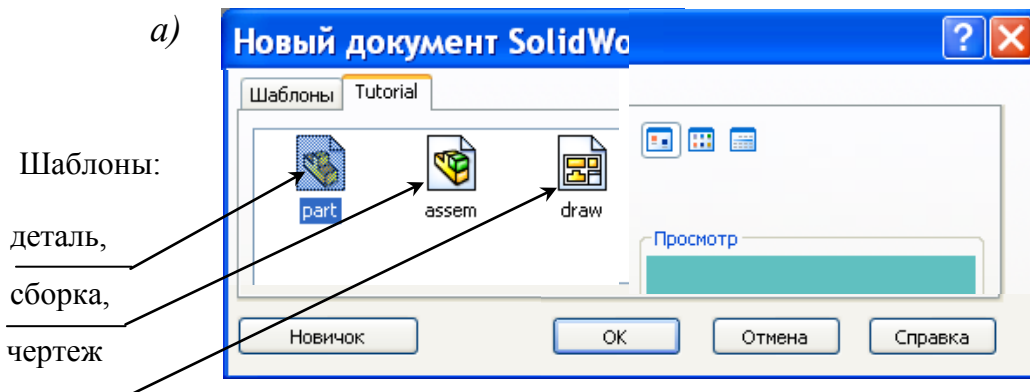 а)
Новый документ SolidWo
Шаблоны Tutorial
Шаблоны:
part assem draw
деталь,
Просмотр
сборка,
Новичок OK Отмена Справка
чертеж